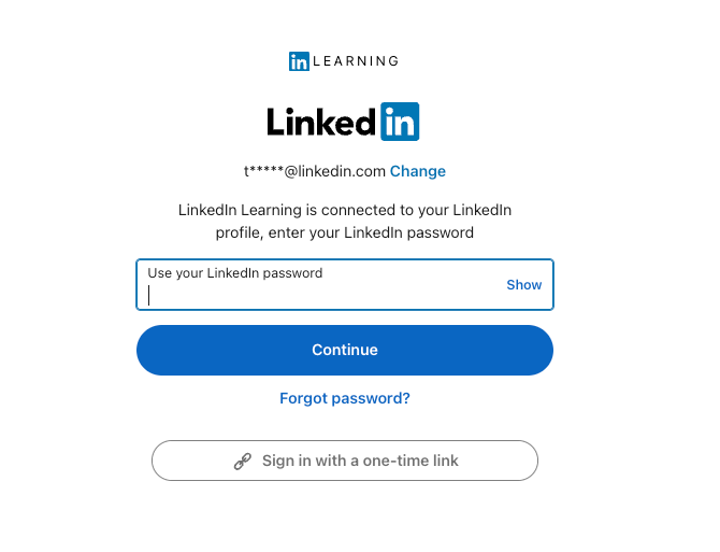 in LEARNING
Linked in
t*****@linkedin.com Change
LinkedIn Learning is connected to your LinkedIn
profile, enter your LinkedIn password
Use your LinkedIn password
Show
Continue
Forgot password?
Sign in with a one-time link